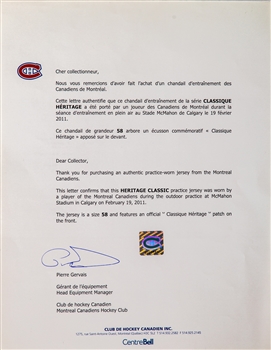 Cher collectionneur,
Nous vous remercions d'avoir fait l'achat d'un chandail d'entraînement des
Canadiens de Montréal.
Cette lettre authentifie que ce chandail d'entraînement de la série CLASSIQUE
HÉRITAGE a été porté par un joueur des Canadiens de Montréal durant la
séance d'entraînement en plein air au Stade McMahon de Calgary le 19 février
2011.
Ce chandail de grandeur 58 arbore un écusson commémoratif « Classique
Héritage » apposé sur le devant.
Dear Collector,
Thank you for purchasing an authentic practice-worn jersey from the Montreal
Canadiens.
This letter confirms that this HERITAGE CLASSIC practice jersey was worn by
a player of the Montreal Canadiens during the outdoor practice at McMahon
Stadium in Calgary on February 19, 2011.
The jersey is a size 58 and features an official " Classique Héritage " patch on
the front.
Pierre Gervais
Gérant de l'équipement
Head Equipment Manager
Club de hockey Canadien
Montreal Canadiens Hockey Club
CLUB DE HOCKEY CANADIEN INC.
Centre Bell